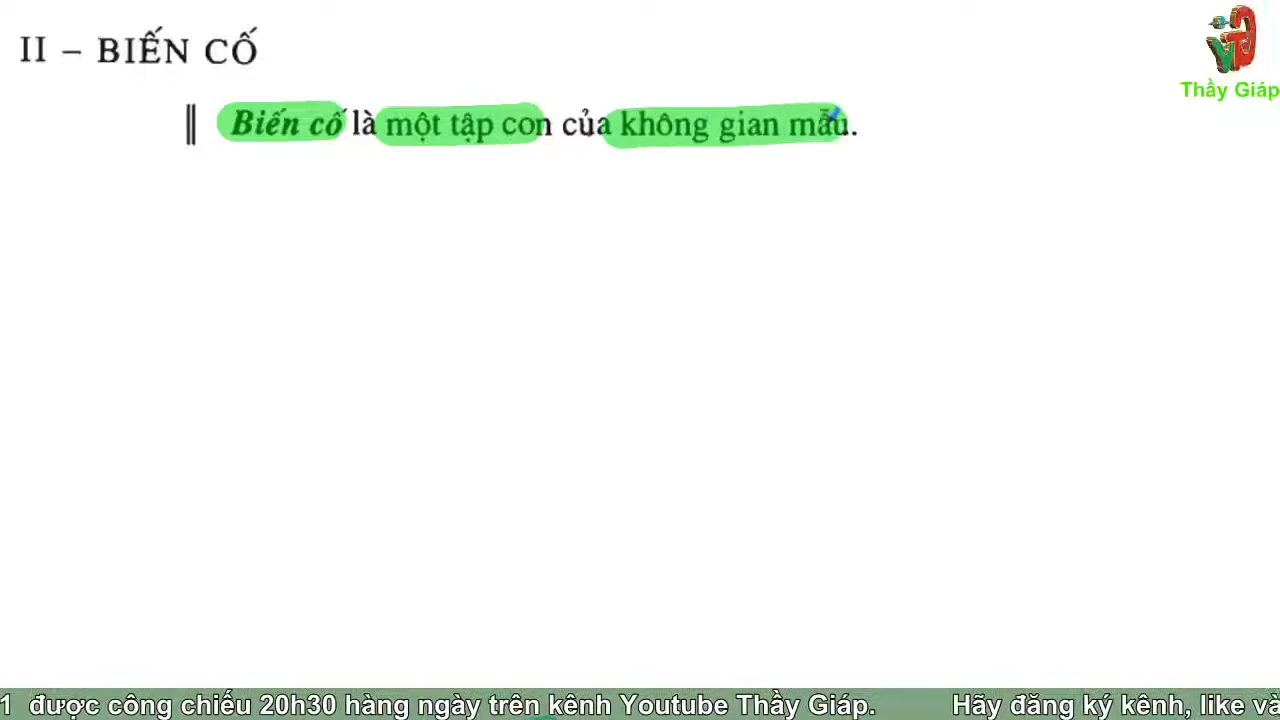 II – BIẾN CỐ
Thầy Giáp
Biến cố là một tập con của không gian mẫu.
1 được công chiếu 20h30 hàng ngày trên kênh Youtube Thầy Giáp. Hãy đăng ký kênh, like và